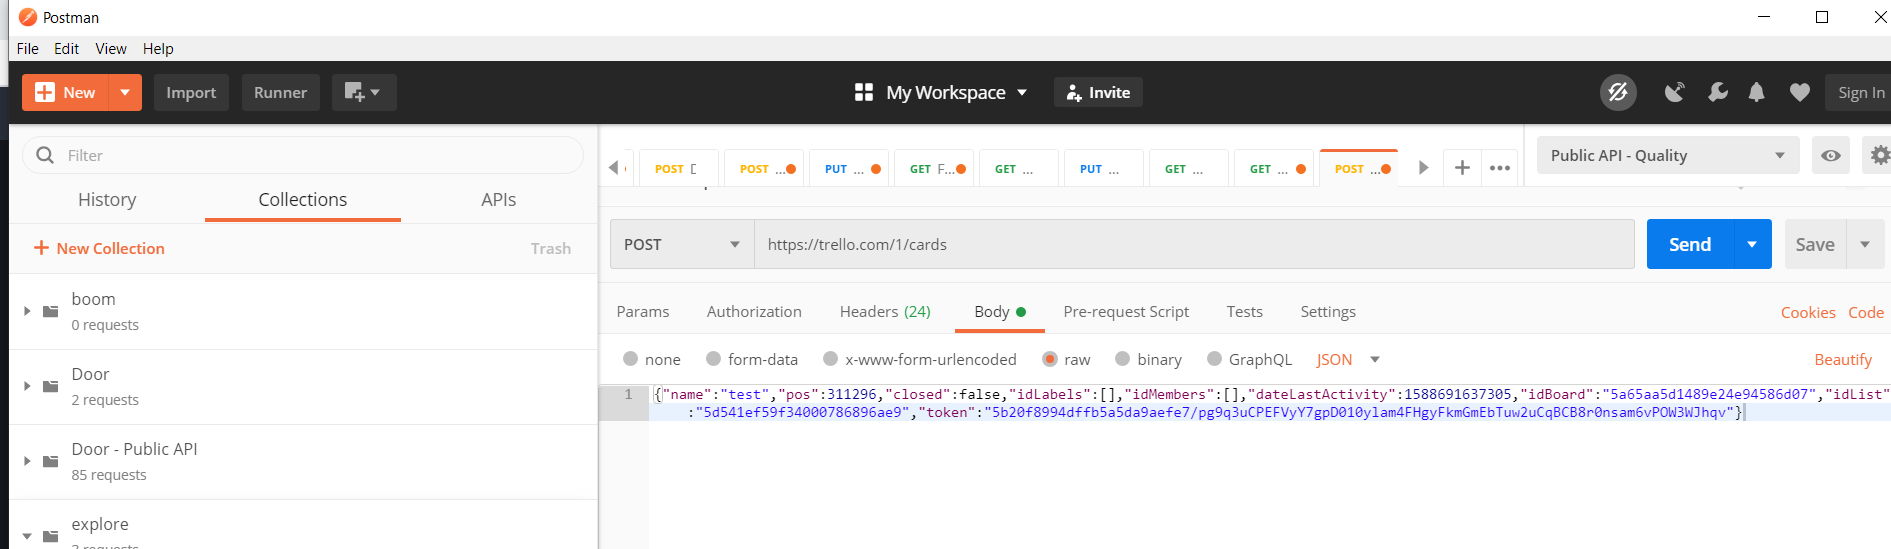 Postman
File Edit View Help
New Import Runner My Workspace Invite Sign In
Filter
History Collections APIs
+ New Collection Trash
boom
0 requests
Door
2 requests
Door - Public API
85 requests
explore
POST POST ... PUT ... GET F... GET ... PUT ... GET ... GET ... POST ... + ••• Public API - Quality
POST https://trello.com/1/cards Send Save
Params Authorization Headers (24) Body Pre-request Script Tests Settings Cookies Code
none form-data x-www-form-urlencoded raw binary GraphQL JSON Beautify
1 {"name":"test","pos":311296,"closed":false,"idLabels":[],"idMembers":[],"dateLastActivity":1588691637305,"idBoard":"5a65aa5d1489e24e94586d07","idList"
:"5d541ef59f34000786896ae9","token":"5b20f8994dffb5a5da9aefe7/pg9q3uCPEFVyY7gpD010ylam4FHgyFkmGmEbTuw2uCqBCB8r0nsam6vPOW3WJhqv"}